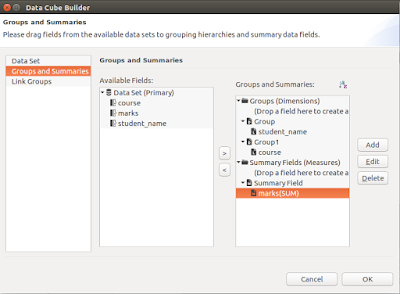 Data Cube Builder
Groups and Summaries
Please drag fields from the available data sets to grouping hierarchies and summary data fields.
Data Set
Groups and Summaries
Link Groups
Groups and Summaries
Available Fields:
Data Set (Primary)
course
marks
student_name
>
<
Groups and Summaries:
Groups (Dimensions)
(Drop a field here to create a
Group
student_name
Group1
course
Summary Fields (Measures)
(Drop a field here to create a
Summary Field
marks(SUM)
Add
Edit
Delete
Cancel
OK